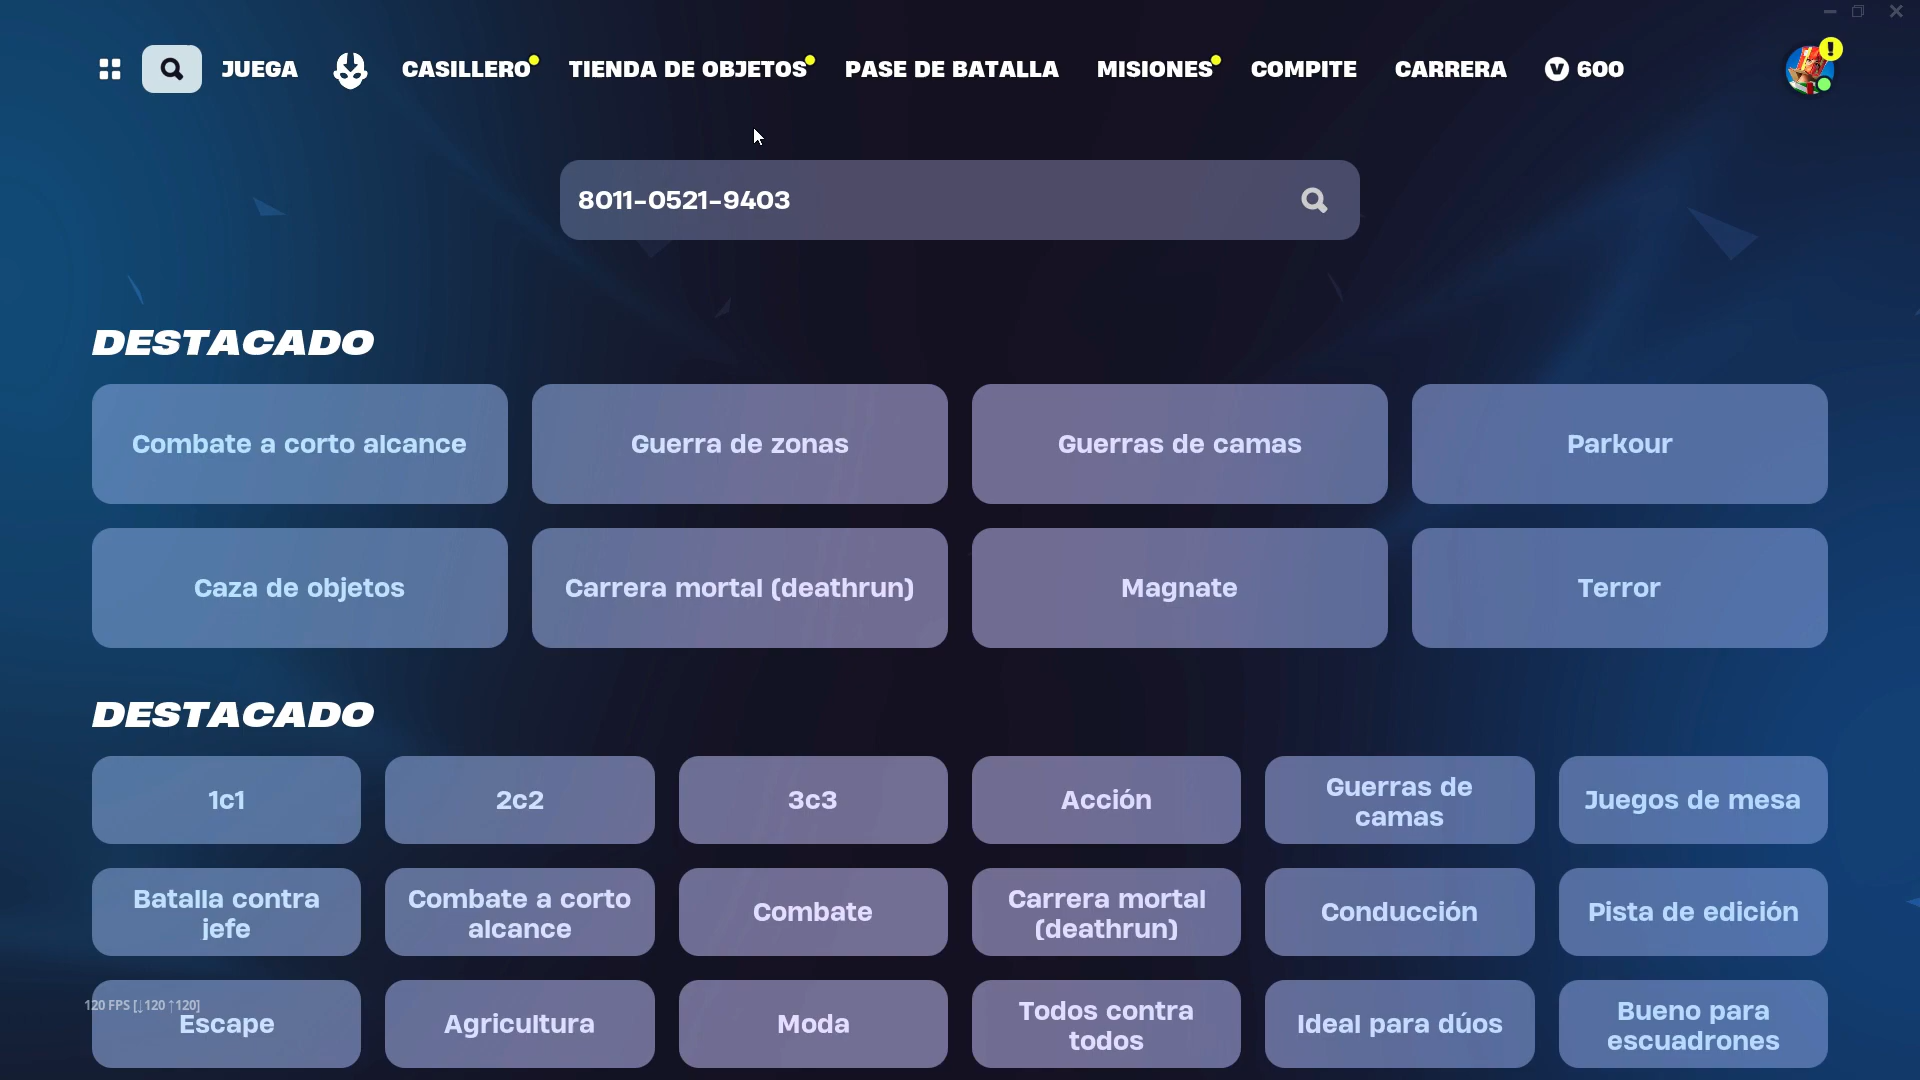 JUEGA
CASILLERO
TIENDA DE OBJETOS
PASE DE BATALLA
MISIONES
COMPITE
CARRERA
V 600
!
8011-0521-9403
DESTACADO
Combate a corto alcance
Guerra de zonas
Guerras de camas
Parkour
Caza de objetos
Carrera mortal (deathrun)
Magnate
Terror
DESTACADO
1c1
2c2
3c3
Acción
Guerras de
camas
Juegos de mesa
Batalla contra
jefe
Combate a corto
alcance
Combate
Carrera mortal
(deathrun)
Conducción
Pista de edición
120 FPS [↓120 ↑120]
Escape
Agricultura
Moda
Todos contra
todos
Ideal para dúos
Bueno para
escuadrones